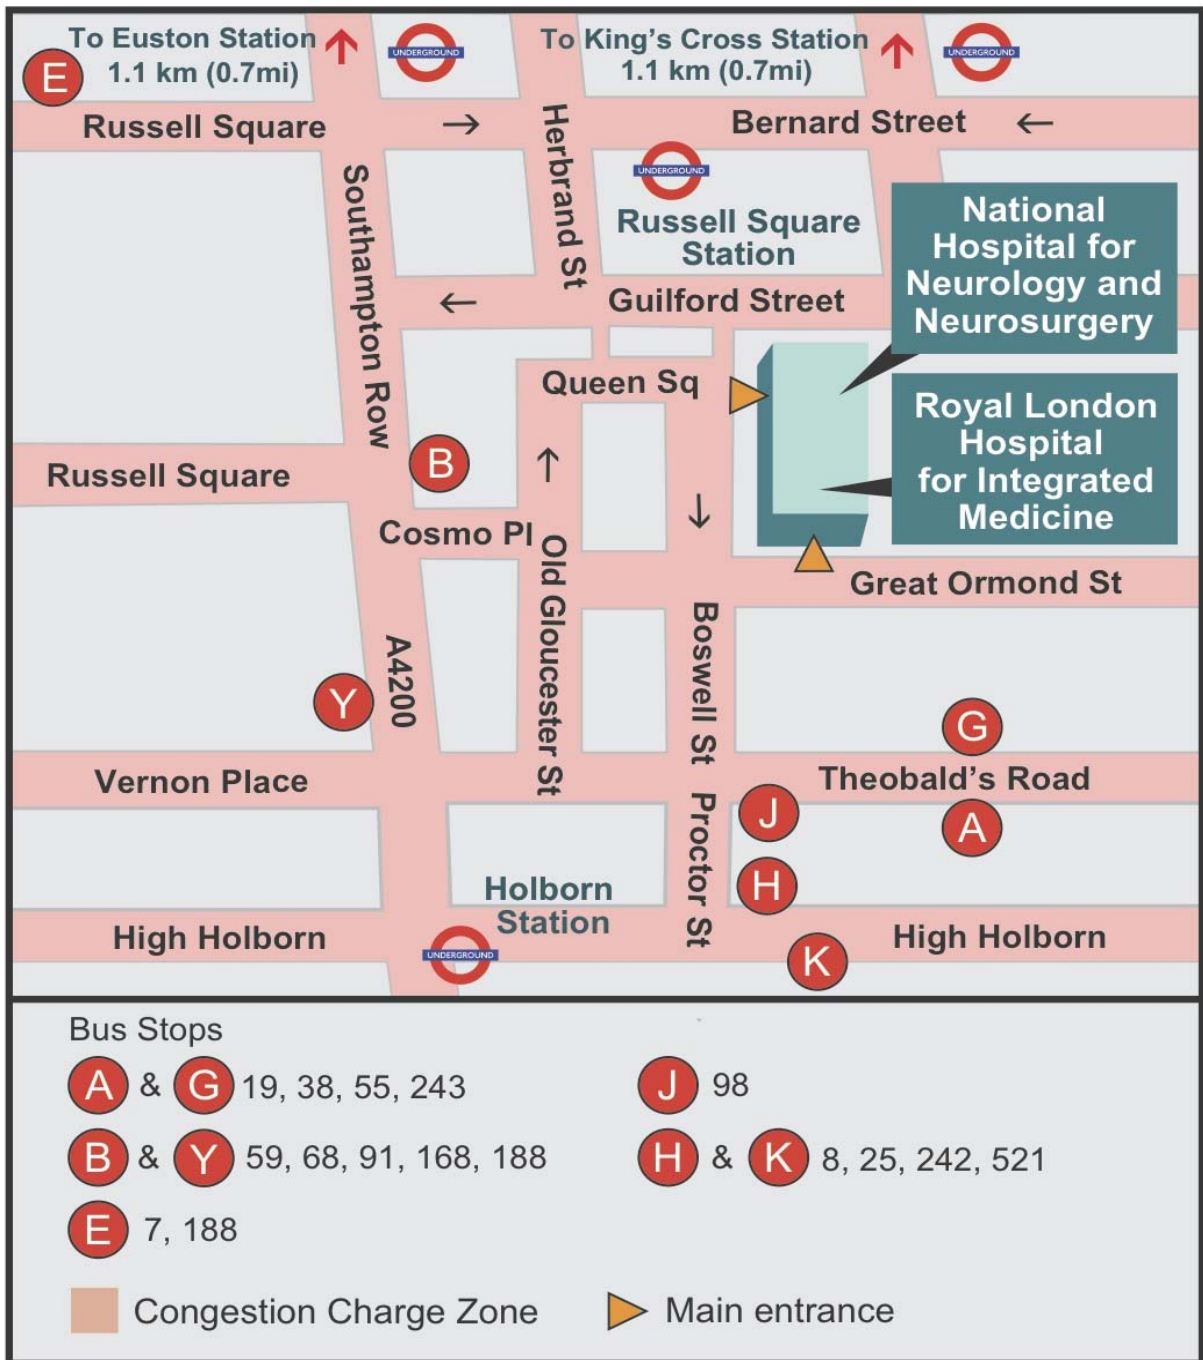 To Euston Station
1.1 km (0.7mi)
UNDERGROUND
To King's Cross Station
1.1 km (0.7mi)
UNDERGROUND
E
Russell Square
Herbrand St
Bernard Street
UNDERGROUND
Russell Square
Station
Southampton Row
National
Hospital for
Neurology and
Neurosurgery
Guilford Street
Queen Sq
Royal London
Hospital
for Integrated
Medicine
Russell Square
B
Cosmo Pl
Old Gloucester St
Great Ormond St
A4200
Boswell St
Y
G
Vernon Place
Theobald's Road
J
A
Proctor St
H
Holborn
Station
High Holborn
UNDERGROUND
High Holborn
K
Bus Stops
A & G 19, 38, 55, 243
J 98
B & Y 59, 68, 91, 168, 188
H & K 8, 25, 242, 521
E 7, 188
Congestion Charge Zone
Main entrance